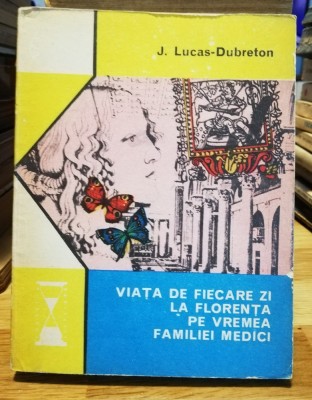 J. Lucas-Dubreton
VIAȚA DE FIECARE ZI
LA FLORENȚA
PE VREMEA
FAMILIEI MEDICI